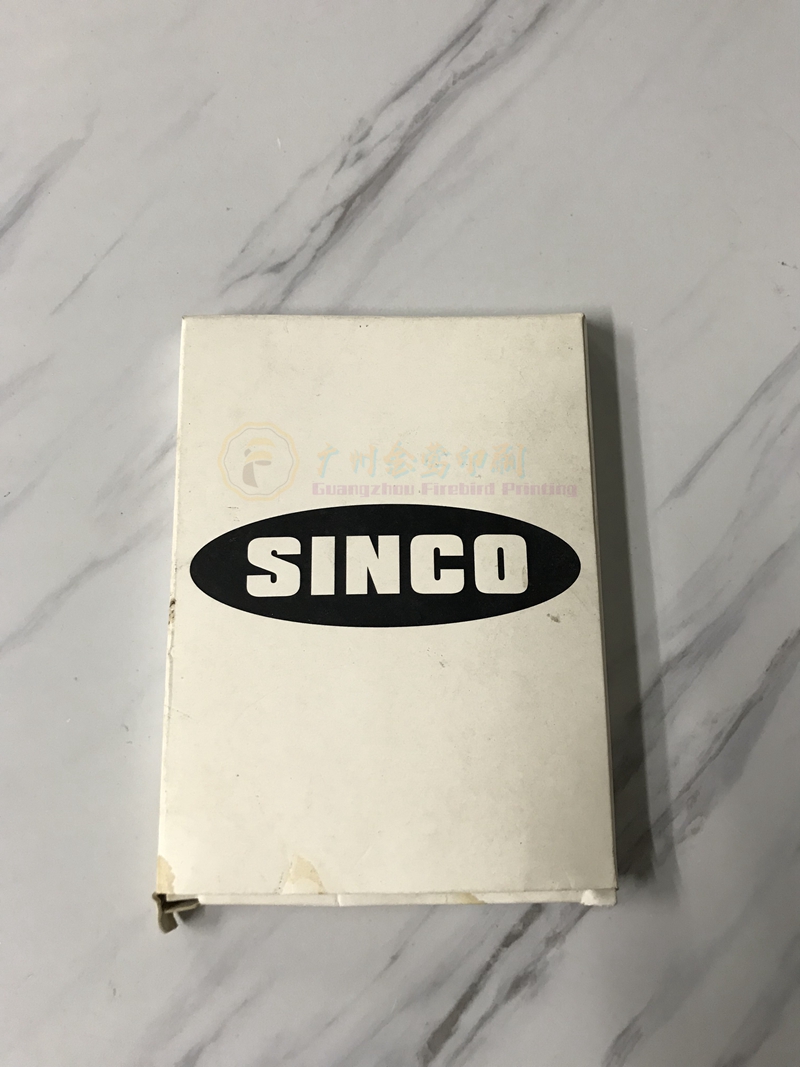 广州金鸟印刷
Guangzhou Firebird Printing
SINCO